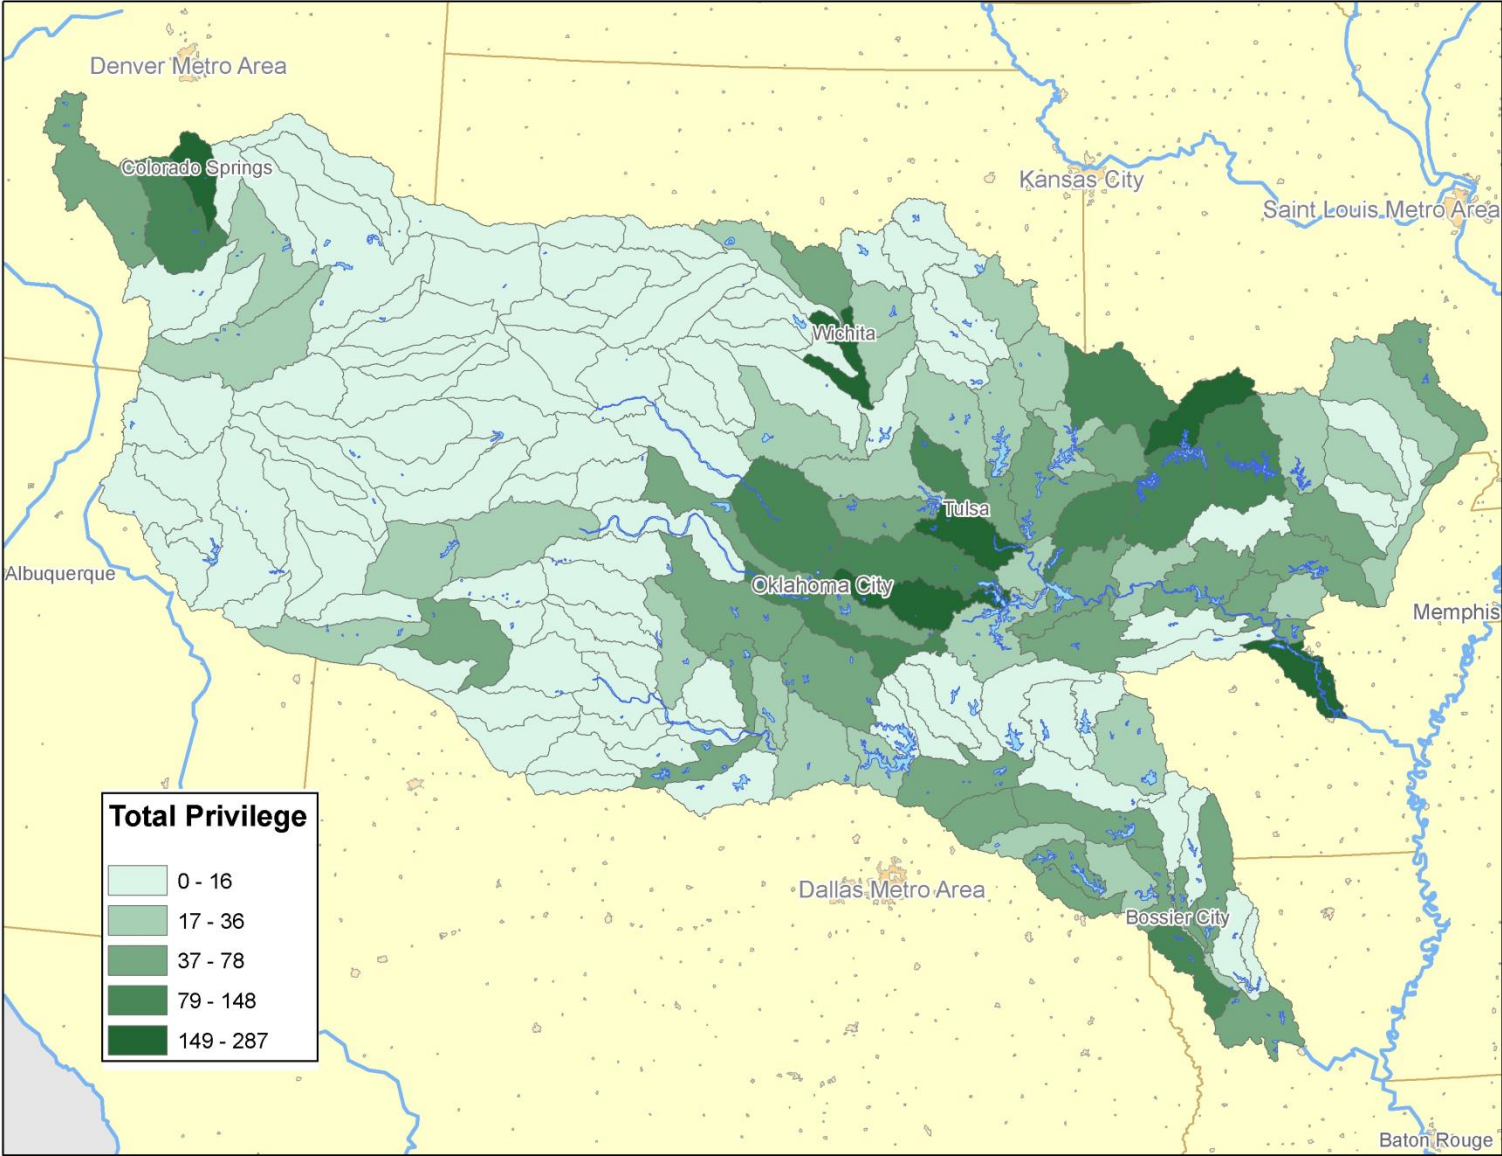 Denver Metro Area
Colorado Springs
Kansas City
Saint Louis Metro Area
Wichita
Tulsa
Albuquerque
Oklahoma City
Memphis
Dallas Metro Area
Bossier City
Baton Rouge
Total Privilege
0 - 16
17 - 36
37 - 78
79 - 148
149 - 287